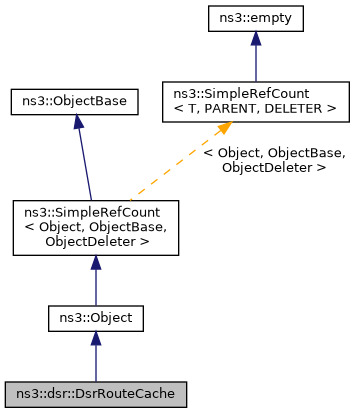 ns3::empty
ns3::SimpleRefCount
< T, PARENT, DELETER >
ns3::ObjectBase
< Object, ObjectBase,
ObjectDeleter >
ns3::SimpleRefCount
< Object, ObjectBase,
ObjectDeleter >
ns3::Object
ns3::dsr::DsrRouteCache